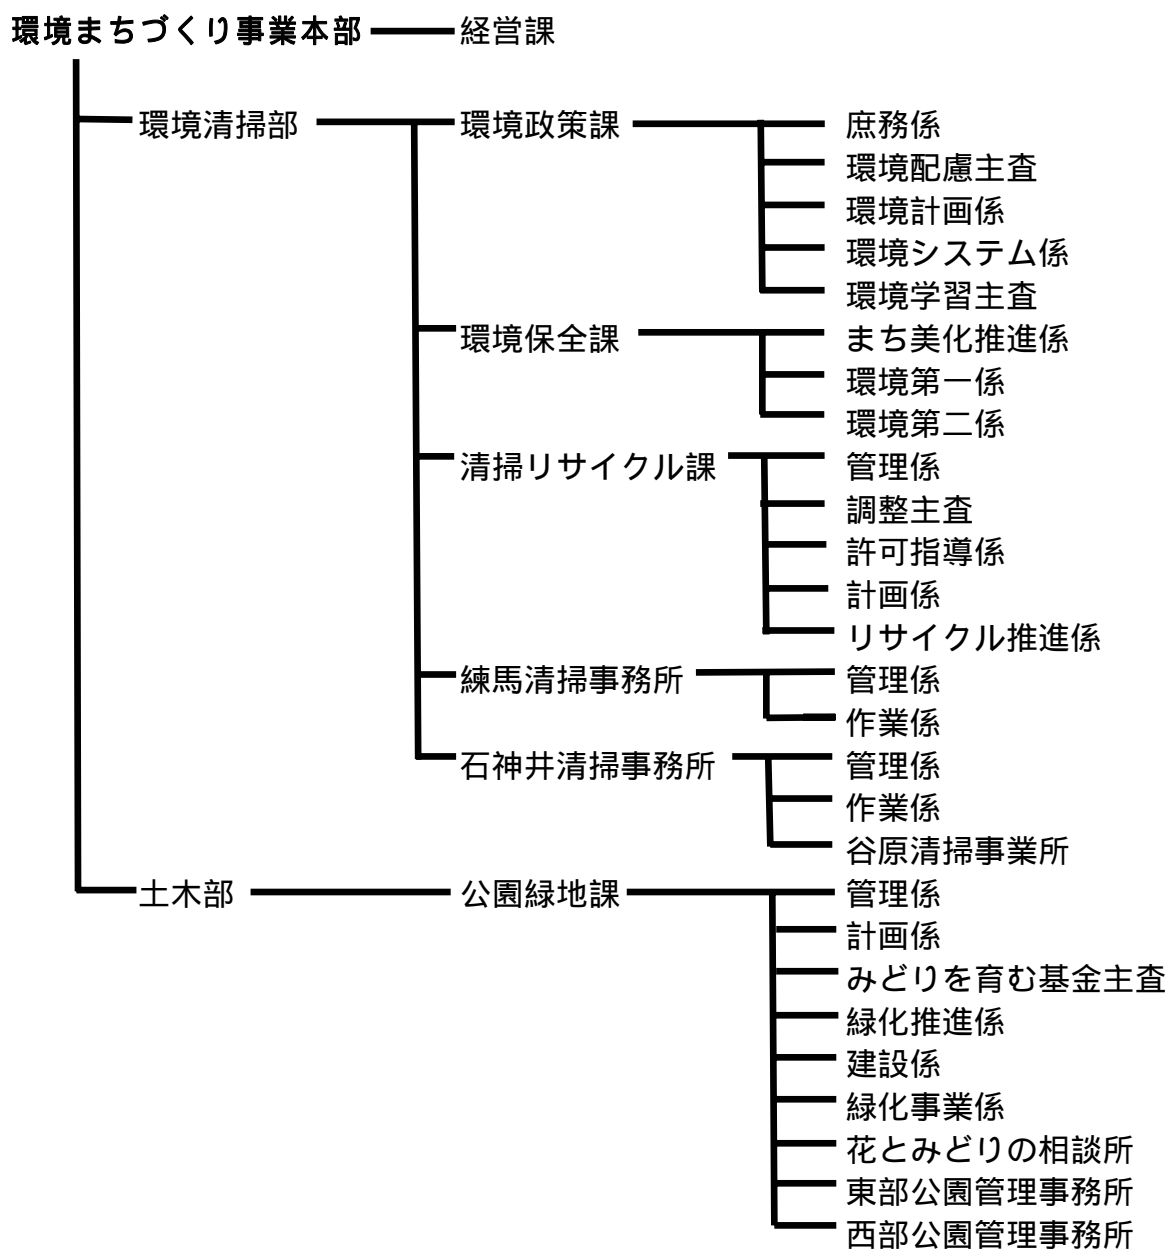 環境まちづくり事業本部 経営課
環境清掃部 環境政策課 庶務係
環境配慮主査
環境計画係
環境システム係
環境学習主査
環境保全課 まち美化推進係
環境第一係
環境第二係
清掃リサイクル課 管理係
調整主査
許可指導係
計画係
リサイクル推進係
練馬清掃事務所 管理係
作業係
石神井清掃事務所 管理係
作業係
谷原清掃事業所
土木部 公園緑地課 管理係
計画係
みどりを育む基金主査
緑化推進係
建設係
緑化事業係
花とみどりの相談所
東部公園管理事務所
西部公園管理事務所